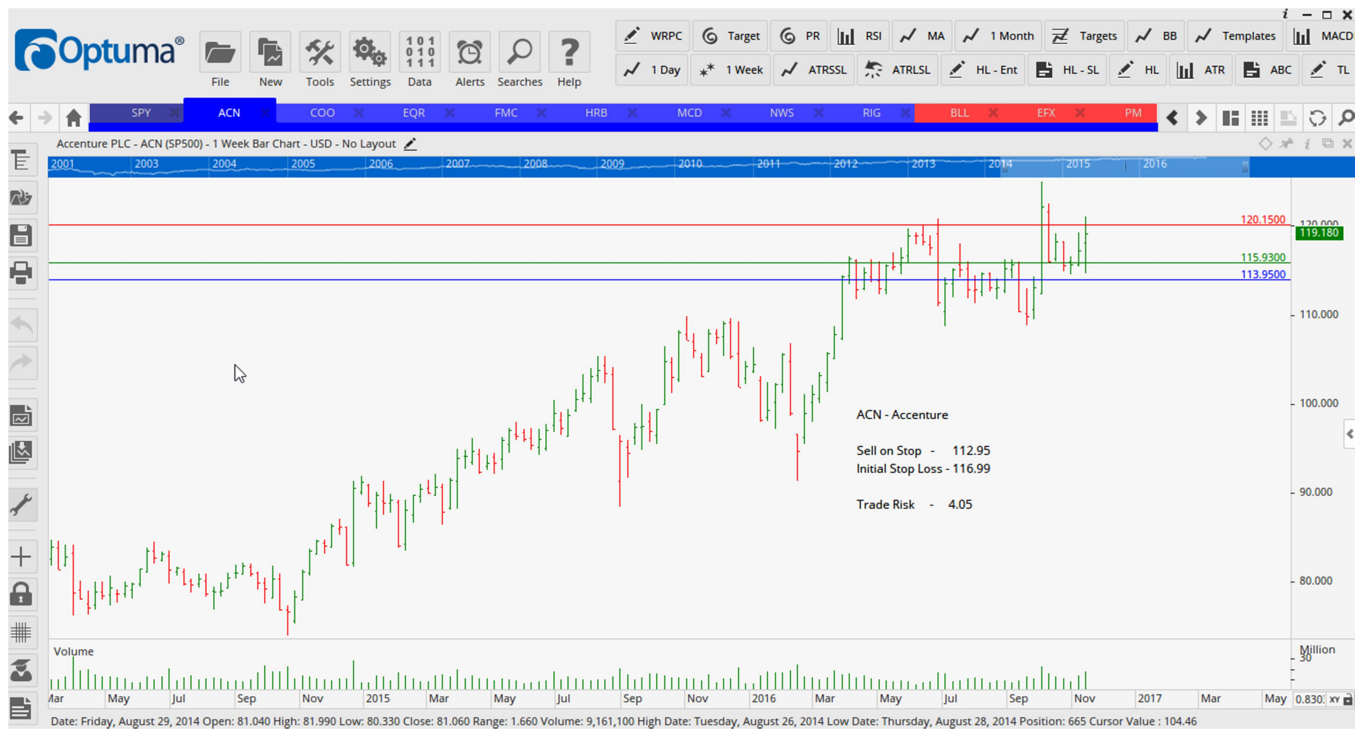 i
Optuma®
File New Tools Settings Data Alerts Searches Help
101
010
111
WRPC Target PR RSI MA 1 Month Targets BB Templates MACD
1 Day 1 Week ATRSSL ATRLSL HL - Ent HL - SL HL ATR ABC TL
SPY ACN COO EQR FMC HRB MCD NWS RIG BLL EFX PM
Accenture PLC - ACN (SP500) - 1 Week Bar Chart - USD - No Layout
2001 2003 2004 2005 2006 2007 2008 2009 2010 2011 2012 2013 2014 2015 2016
120.1500 120.000
119.180
115.9300
113.9500
110.000
100.000
ACN - Accenture
Sell on Stop - 112.95
Initial Stop Loss - 116.99
90.000
Trade Risk - 4.05
80.000
Volume Million
30
Mar May Jul Sep Nov 2015 Mar May Jul Sep Nov 2016 Mar May Jul Sep Nov 2017 Mar May 0.830 XY
Date: Friday, August 29, 2014 Open: 81.040 High: 81.990 Low: 80.330 Close: 81.060 Range: 1.660 Volume: 9,161,100 High Date: Tuesday, August 26, 2014 Low Date: Thursday, August 28, 2014 Position: 665 Cursor Value : 104.46